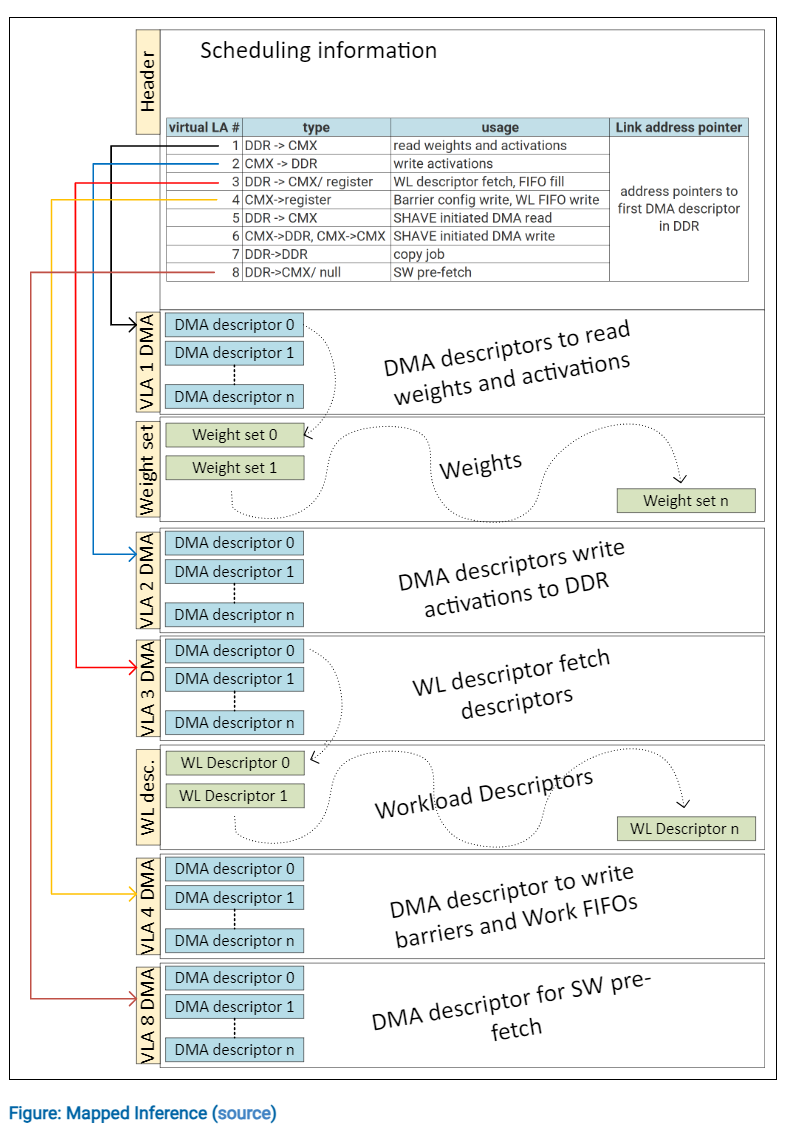 Header
Scheduling information
virtual LA # type usage Link address pointer
1 DDR -> CMX read weights and activations
2 CMX -> DDR write activations
3 DDR -> CMX/ register WL descriptor fetch, FIFO fill
4 CMX->register Barrier config write, WL FIFO write
5 DDR -> CMX SHAVE initiated DMA read
6 CMX->DDR, CMX->CMX SHAVE initiated DMA write
7 DDR->DDR copy job
8 DDR->CMX/ null SW pre-fetch
address pointers to
first DMA descriptor
in DDR
VLA 1 DMA
DMA descriptor 0
DMA descriptor 1
DMA descriptor n
DMA descriptors to read
weights and activations
Weight set
Weight set 0
Weight set 1
Weights
Weight set n
VLA 2 DMA
DMA descriptor 0
DMA descriptor 1
DMA descriptor n
DMA descriptors write
activations to DDR
VLA 3 DMA
DMA descriptor 0
DMA descriptor 1
DMA descriptor n
WL descriptor fetch
descriptors
WL desc.
WL Descriptor 0
WL Descriptor 1
Workload Descriptors
WL Descriptor n
VLA 4 DMA
DMA descriptor 0
DMA descriptor 1
DMA descriptor n
DMA descriptor to write
barriers and Work FIFOs
VLA 8 DMA
DMA descriptor 0
DMA descriptor 1
DMA descriptor n
DMA descriptor for SW pre-
fetch
Figure: Mapped Inference (source)